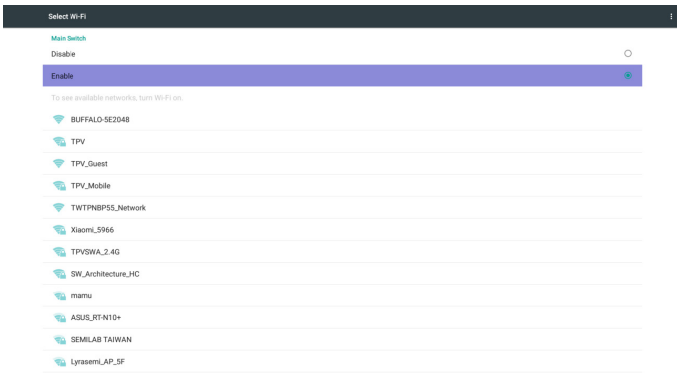 Select Wi-Fi
Main Switch
Disable
Enable
To see available networks, turn Wi-Fi on.
BUFFALO-5E2048
TPV
TPV_Guest
TPV_Mobile
TWTPNBP55_Network
Xiaomi_5966
TPVSWA_2.4G
SW_Architecture_HC
mamu
ASUS_RT-N10+
SEMILAB TAIWAN
Lyrasemi_AP_5F